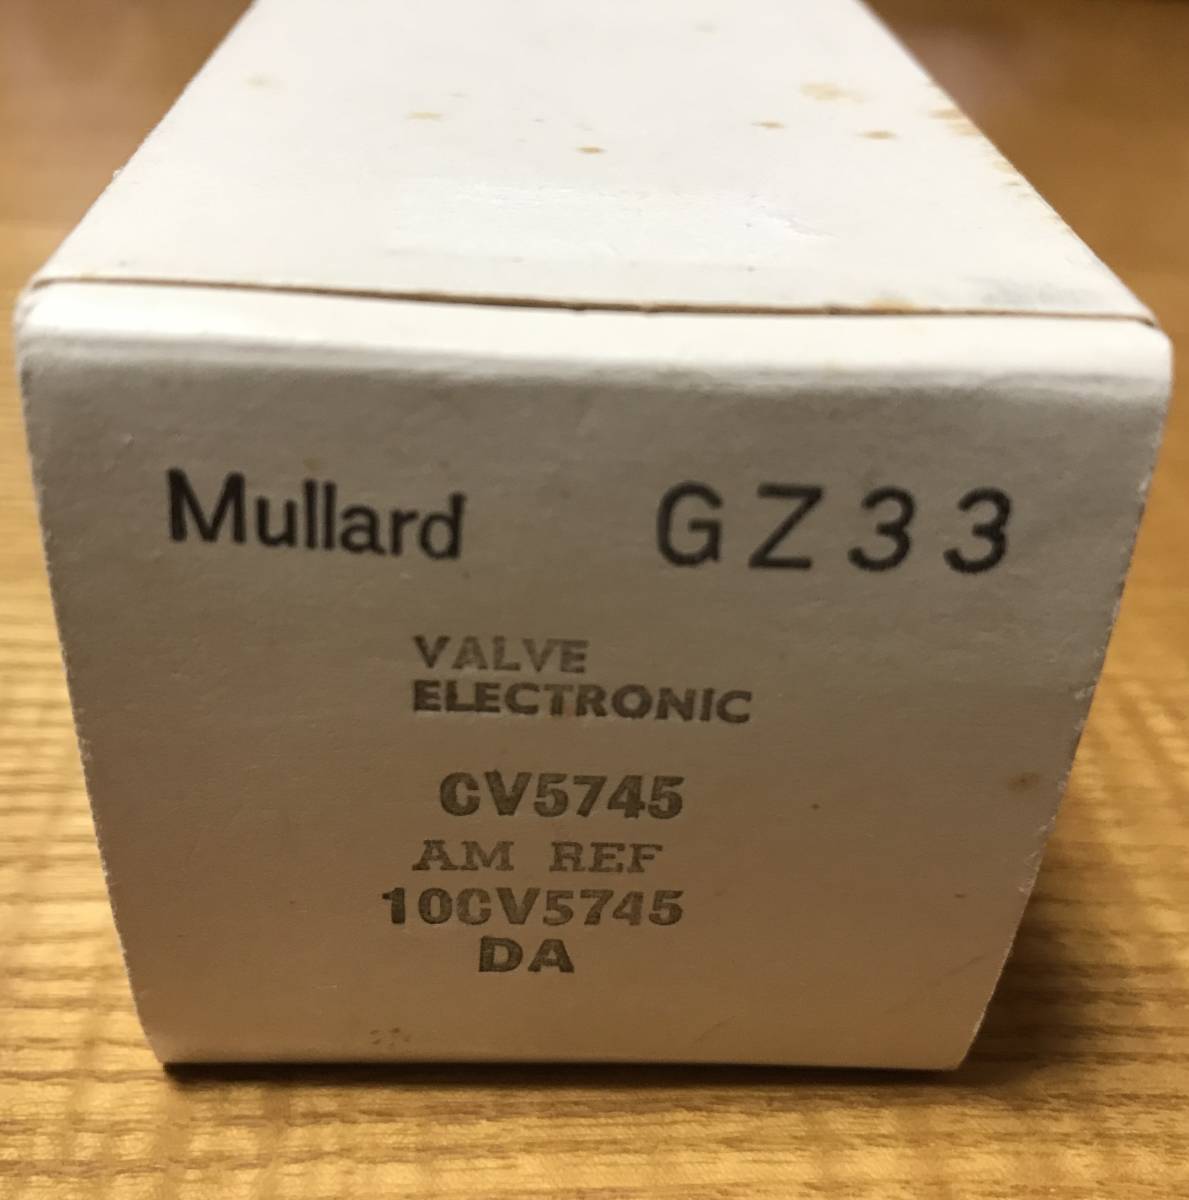 Mullard GZ33
VALVE
ELECTRONIC
CV5745
AM REF
10CV5745
DA